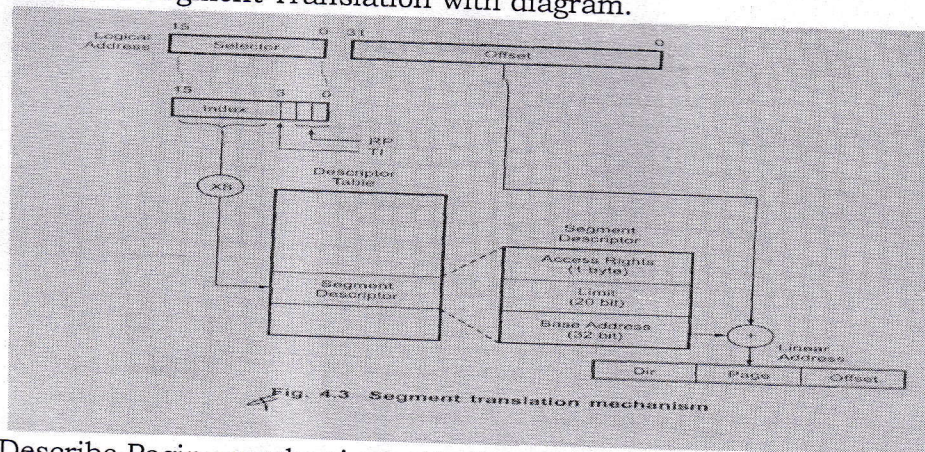 gment Translation with diagram.
Logical Address
15 0
Selector
31 0
Offset
15 3 0
Index
RP
TI
X8
Descriptor Table
Segment Descriptor
Segment Descriptor
Access Rights (1 byte)
Limit (20 bit)
Base Address (32 bit)
+
Linear Address
Dir Page Offset
Fig. 4.3 Segment translation mechanism
Describe Paging